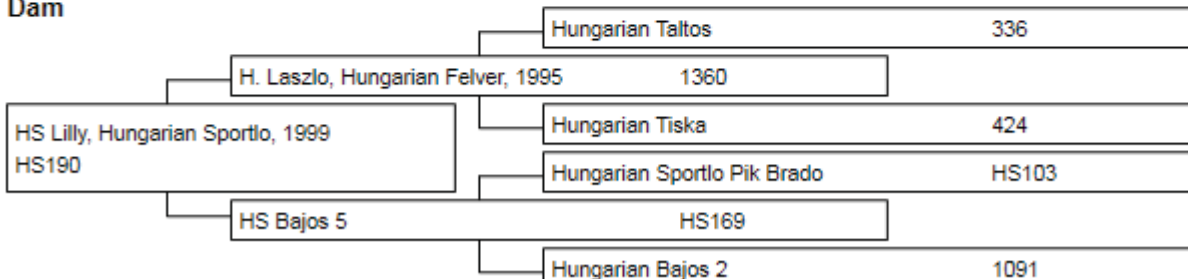 Dam
Hungarian Taltos 336
H. Laszlo, Hungarian Felver, 1995 1360
Hungarian Tiska 424
HS Lilly, Hungarian Sportlo, 1999
HS190
Hungarian Sportlo Pik Brado HS103
HS Bajos 5 HS169
Hungarian Bajos 2 1091